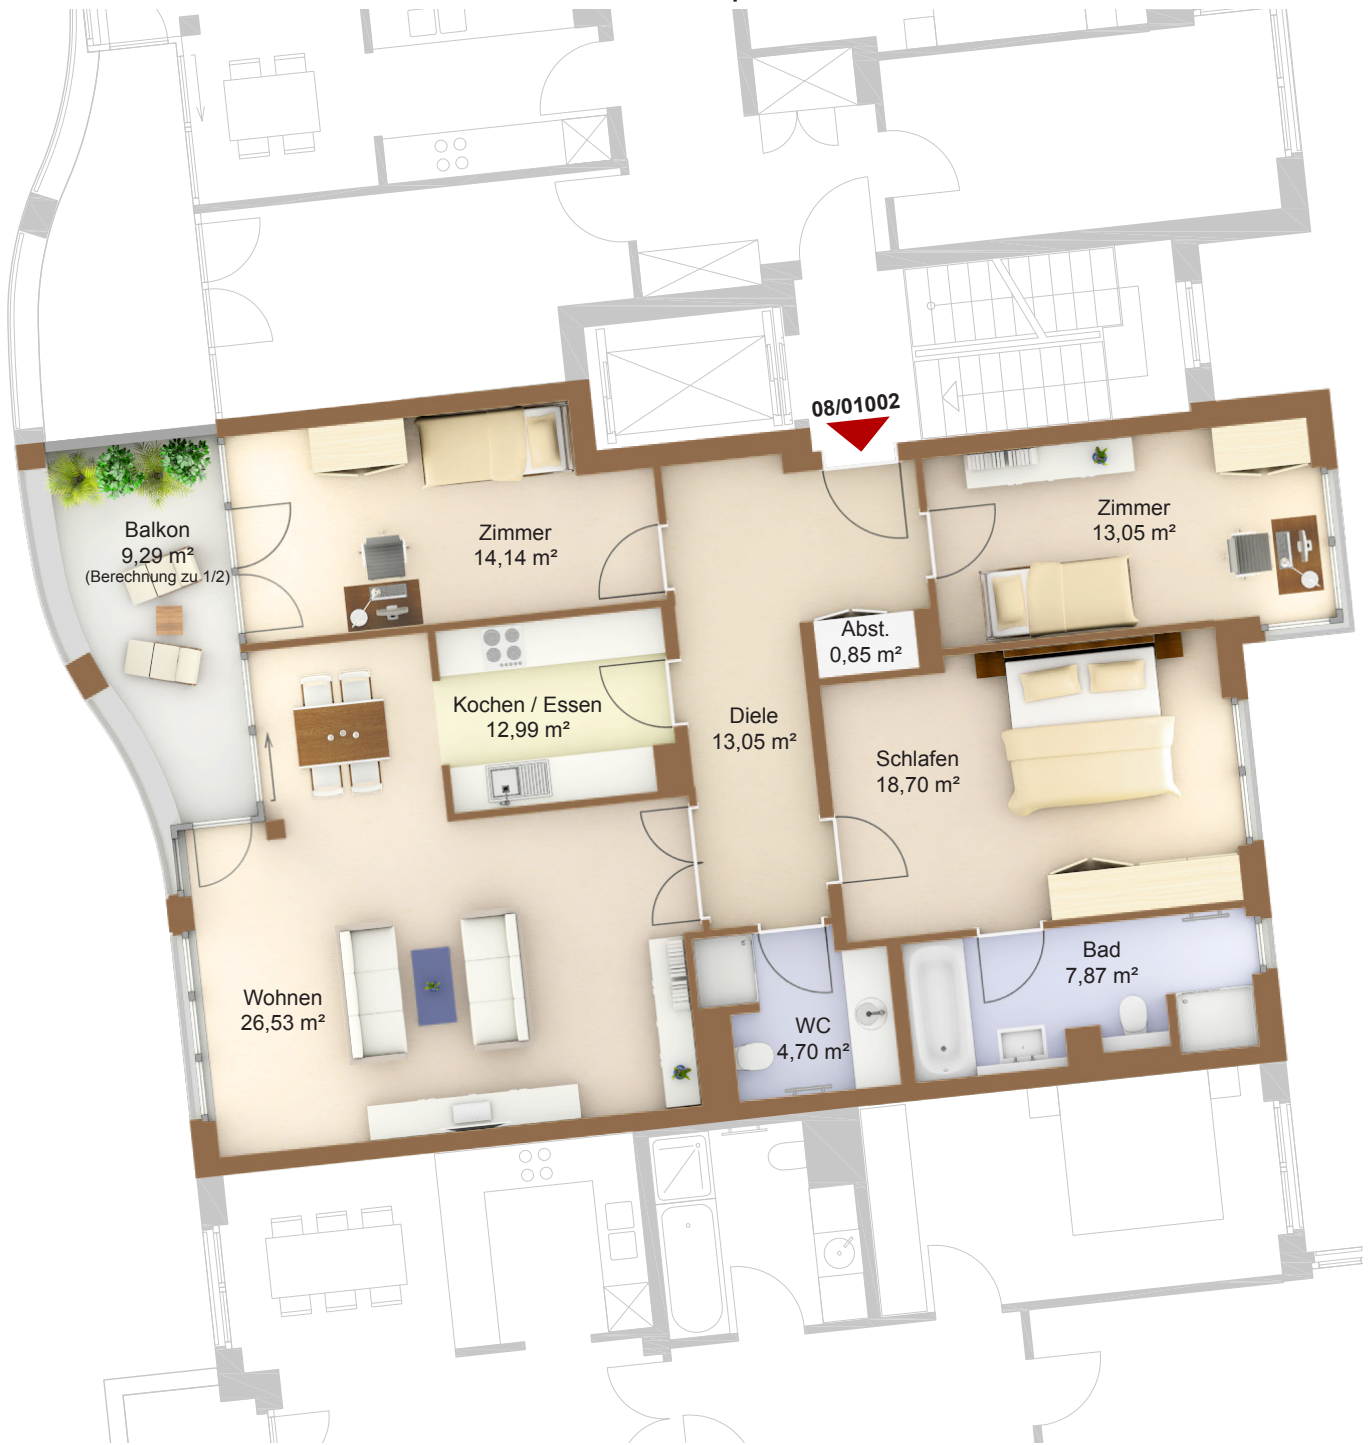 08/01002
Balkon
9,29 m²
(Berechnung zu 1/2)
Zimmer
14,14 m²
Zimmer
13,05 m²
Abst.
0,85 m²
Kochen / Essen
12,99 m²
Diele
13,05 m²
Schlafen
18,70 m²
Wohnen
26,53 m²
WC
4,70 m²
Bad
7,87 m²